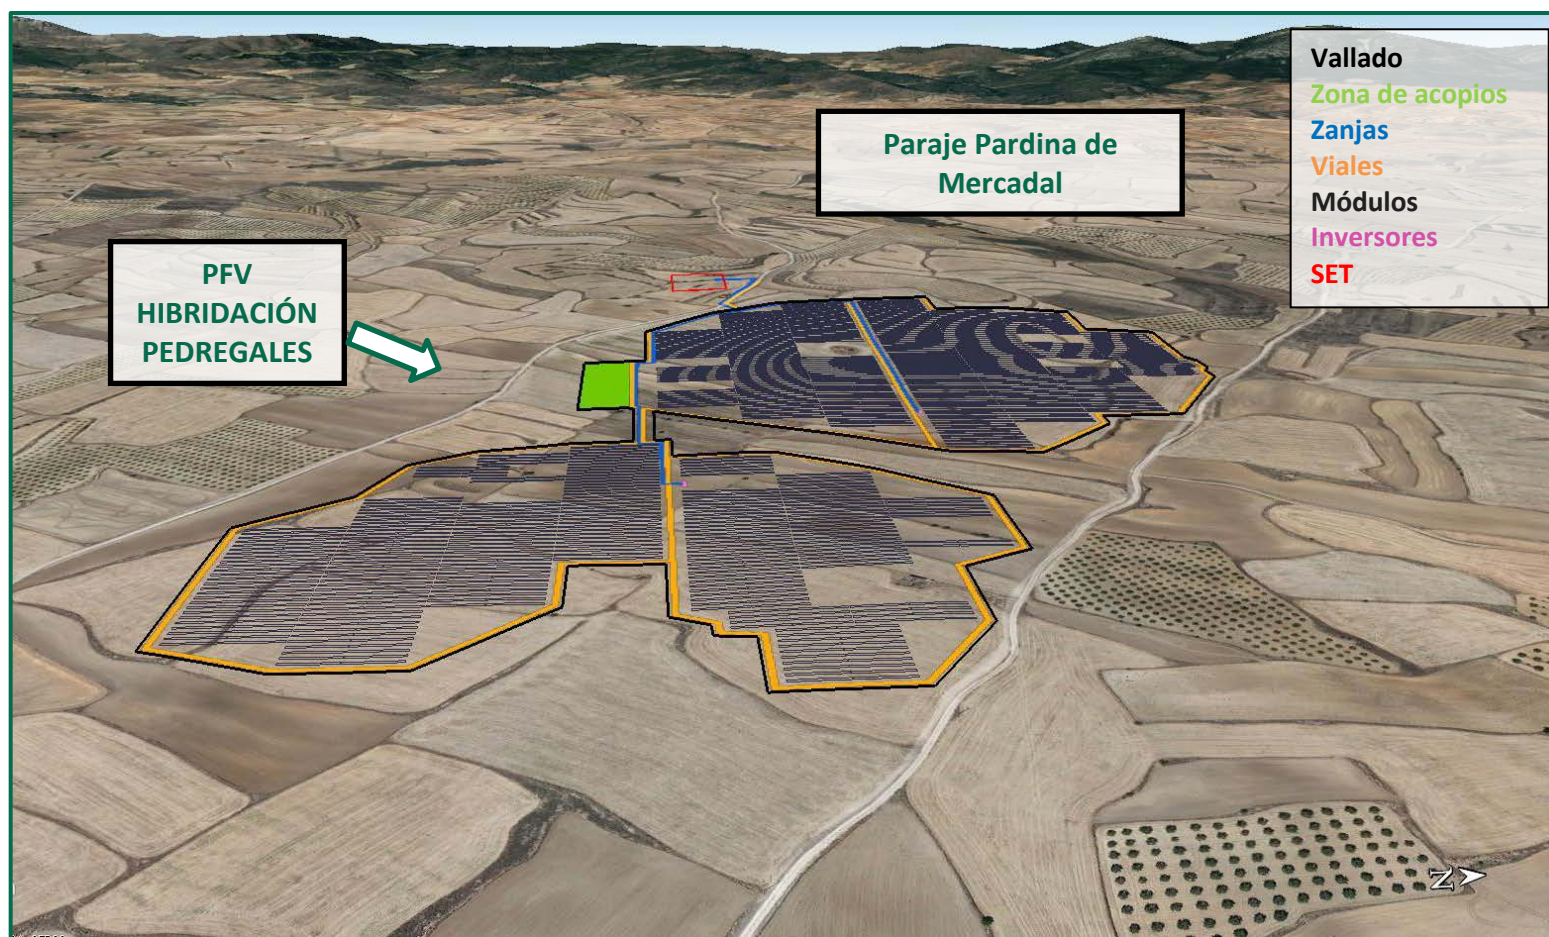 Vallado
Zona de acopios
Zanjas
Viales
Módulos
Inversores
SET
Paraje Pardina de
Mercadal
PFV
HIBRIDACIÓN
PEDREGALES
N